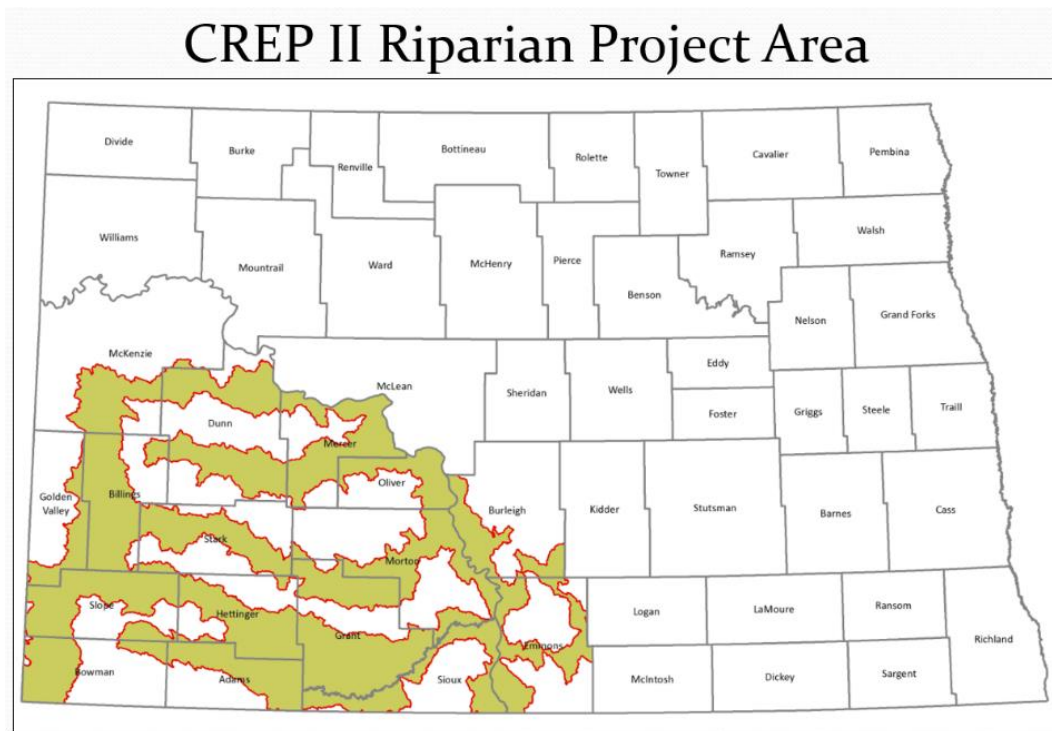 CREP II Riparian Project Area
Divide
Burke
Renville
Bottineau
Rolette
Towner
Cavalier
Pembina
Williams
Mountrail
Ward
McHenry
Pierce
Benson
Ramsey
Walsh
Nelson
Grand Forks
McKenzie
McLean
Sheridan
Wells
Eddy
Foster
Griggs
Steele
Traill
Dunn
Mercer
Oliver
Golden
Valley
Billings
Burleigh
Kidder
Stutsman
Barnes
Cass
Stark
Morton
Slope
Hettinger
Grant
Emmons
Logan
LaMoure
Ransom
Richland
Bowman
Adams
Sioux
McIntosh
Dickey
Sargent